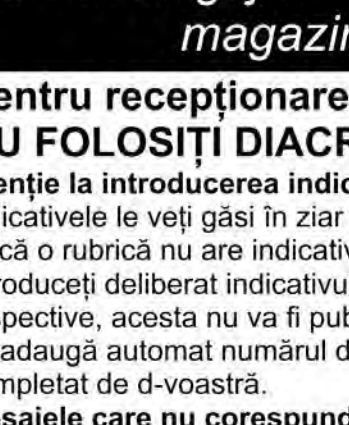 magazin
entru recepționare
U FOLOSIȚI DIACR
enție la introducerea indic
icativele le veți găsi în ziar
că o rubrică nu are indicativ
roduceți deliberat indicativu
spective, acesta nu va fi pub
adaugă automat numărul d
mpletat de d-voastră.
esajele care nu corespund